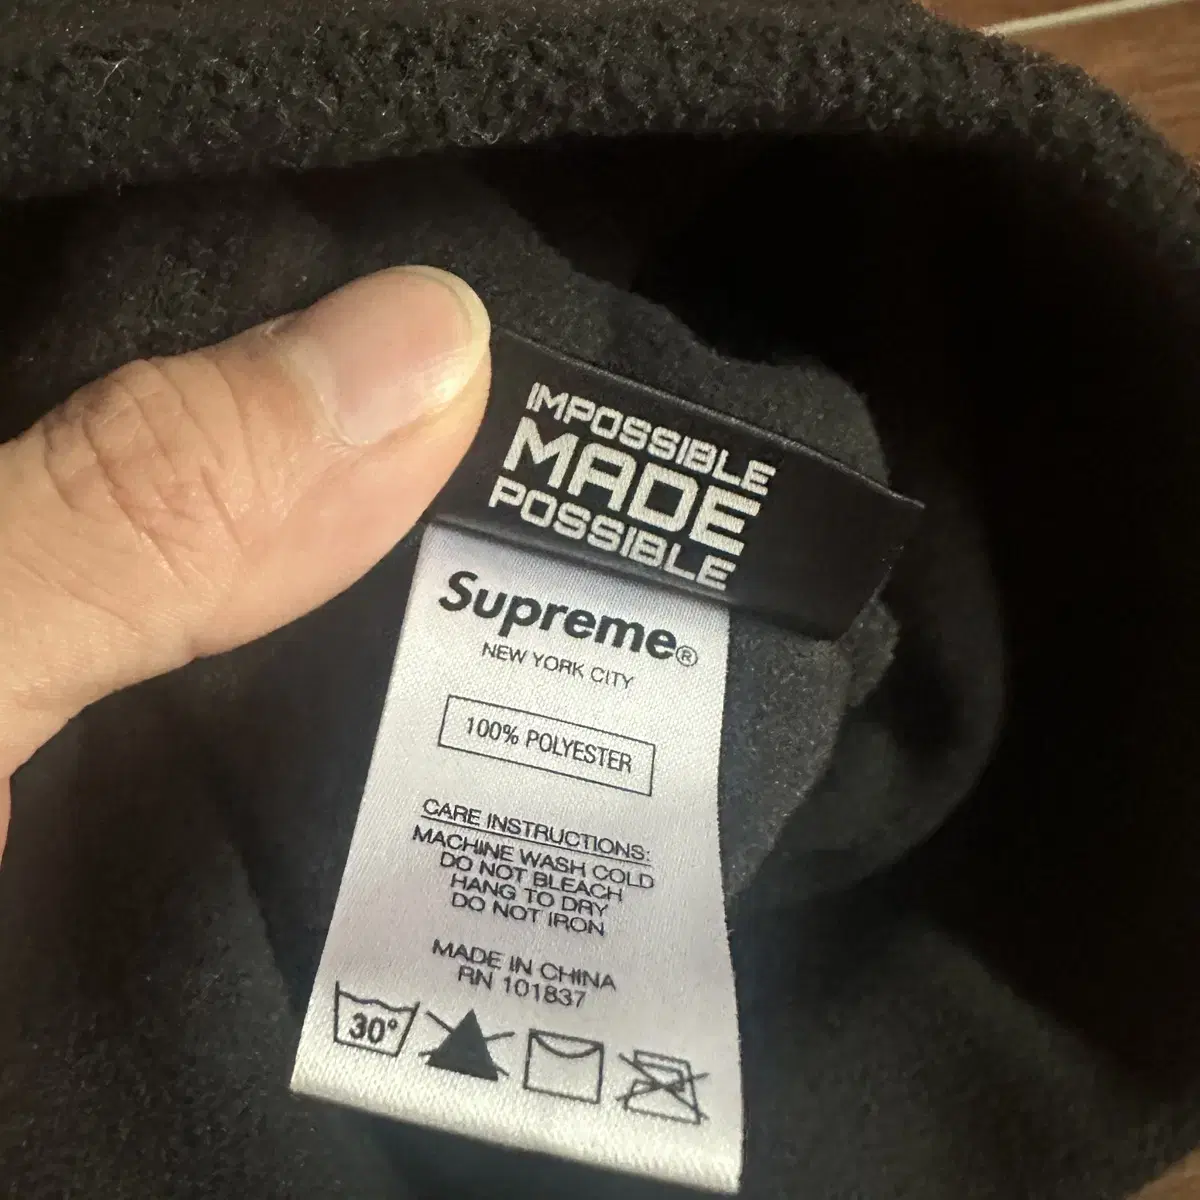 IMPOSSIBLE
MADE
POSSIBLE
Supreme®
NEW YORK CITY
100% POLYESTER
CARE INSTRUCTIONS:
MACHINE WASH COLD
DO NOT BLEACH
HANG TO DRY
DO NOT IRON
MADE IN CHINA
RN 101837
30°